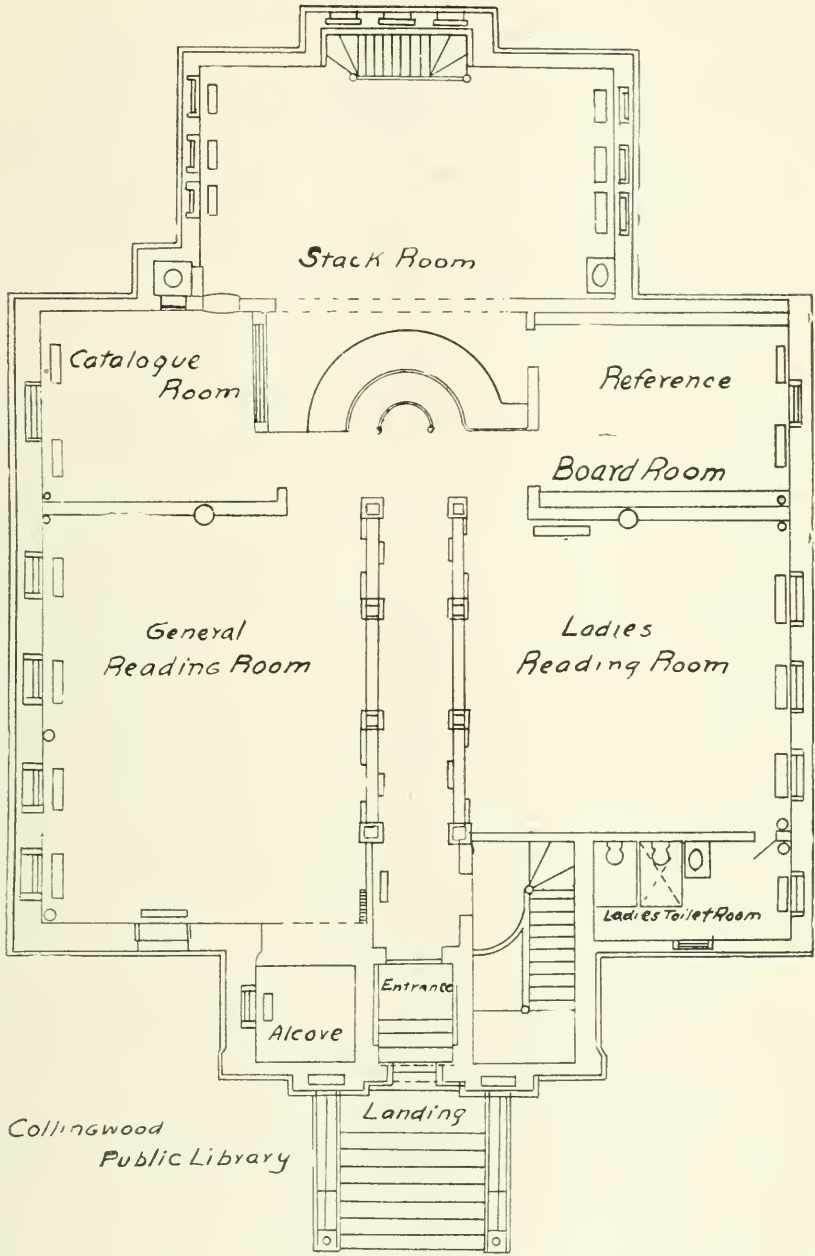 Stack Room
Catalogue
Room
Reference
Board Room
General
Reading Room
Ladies
Reading Room
Ladies Toilet Room
Entrance
Alcove
Landing
Collingwood
Public Library